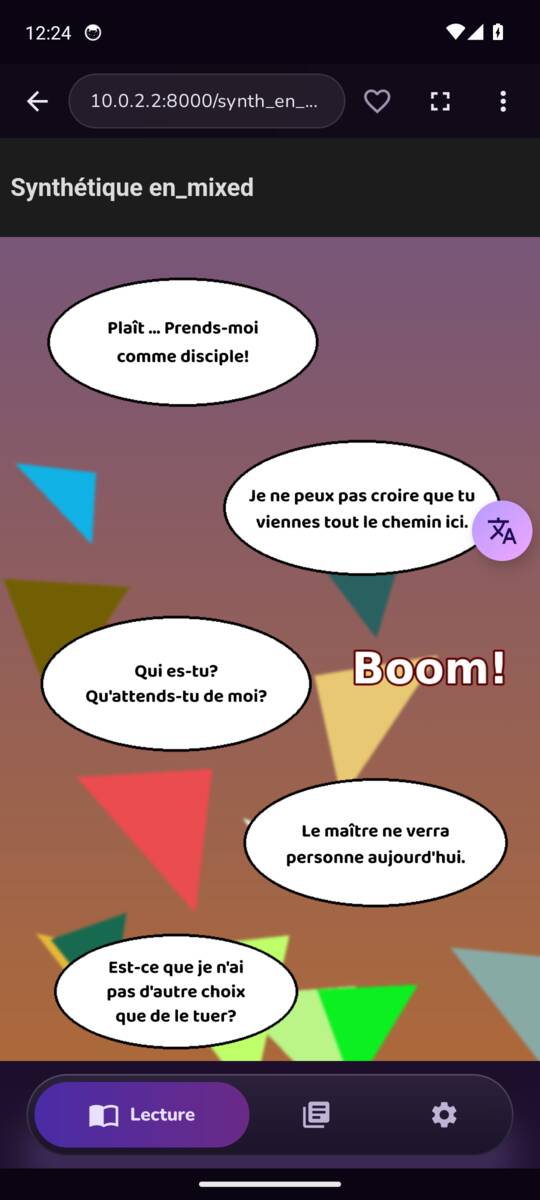 12:24
10.0.2.2:8000/synth_en_...
Synthétique en_mixed
Plaît ... Prends-moi
comme disciple!
Je ne peux pas croire que tu
viennes tout le chemin ici.
Qui es-tu?
Qu'attends-tu de moi?
Boom!
Le maître ne verra
personne aujourd'hui.
Est-ce que je n'ai
pas d'autre choix
que de le tuer?
Lecture